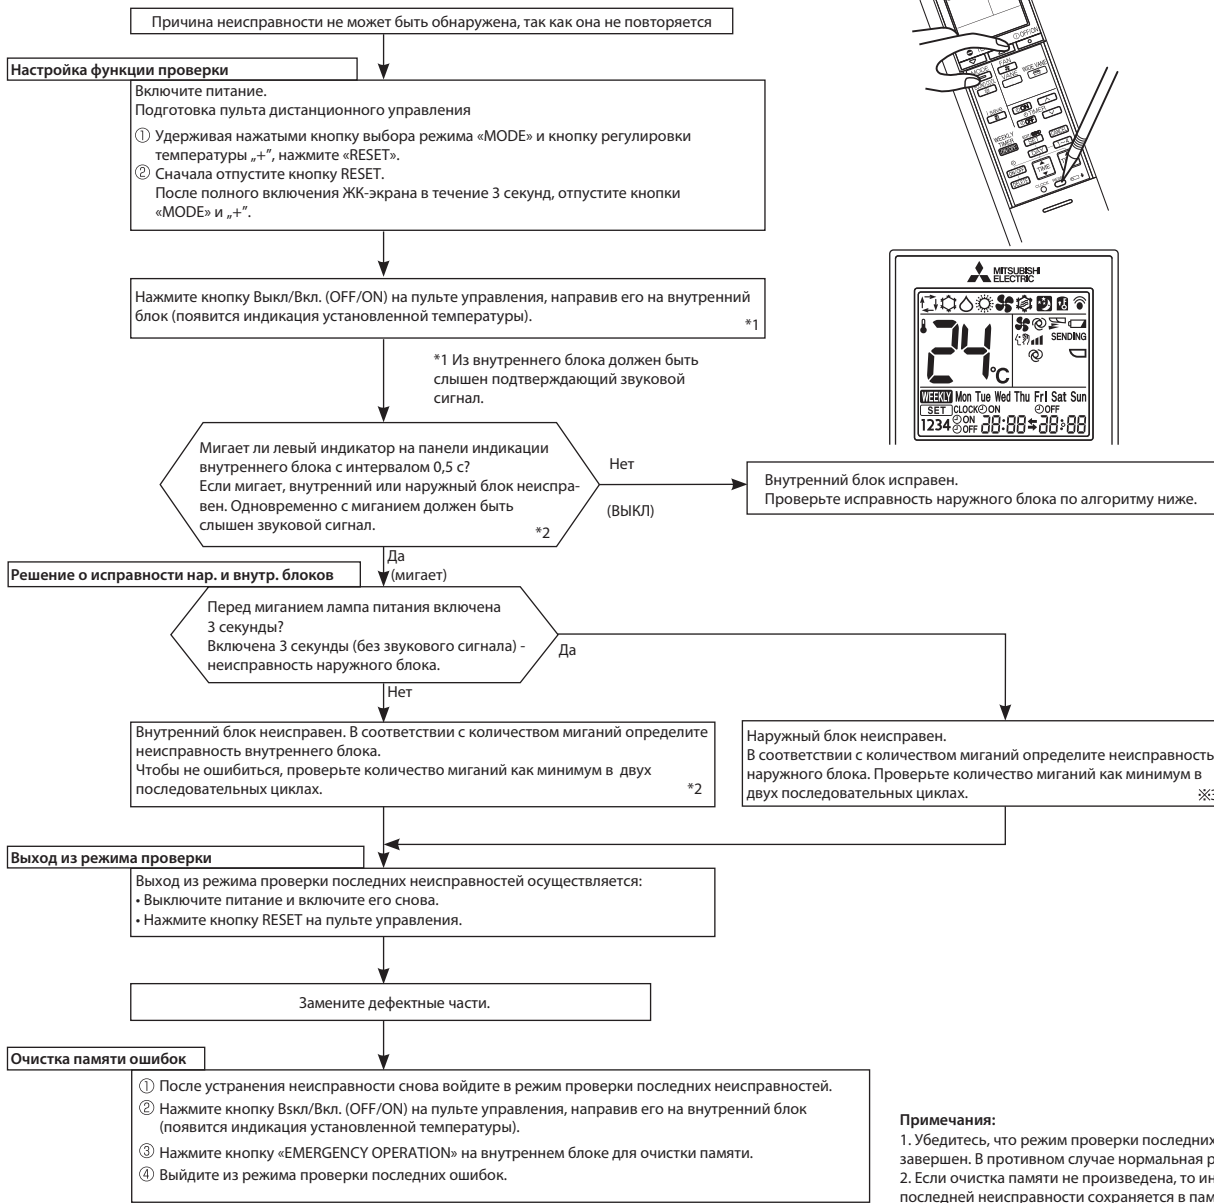 Причина неисправности не может быть обнаружена, так как она не повторяется
Настройка функции проверки
Включите питание.
Подготовка пульта дистанционного управления
① Удерживая нажатыми кнопку выбора режима «MODE» и кнопку регулировки
температуры „+”, нажмите «RESET».
② Сначала отпустите кнопку RESET.
После полного включения ЖК-экрана в течение 3 секунд, отпустите кнопки
«MODE» и „+”.
OFF/ON
MODE
FAN
VANE
WIDE VANE
ON
TIMER
OFF
WEEKLY
TIMER
TIME
CLOCK
Нажмите кнопку Выкл/Вкл. (OFF/ON) на пульте управления, направив его на внутренний
блок (появится индикация установленной температуры).
*1
*1 Из внутреннего блока должен быть
слышен подтверждающий звуковой
сигнал.
MITSUBISHI
ELECTRIC
24°C
SENDING
WEEKLY Mon Tue Wed Thu Fri Sat Sun
SET CLOCK ON OFF
1234 ON OFF 88:88 88:88
Мигает ли левый индикатор на панели индикации
внутреннего блока с интервалом 0,5 с?
Если мигает, внутренний или наружный блок неиспра-
вен. Одновременно с миганием должен быть
слышен звуковой сигнал.
*2
Нет
(ВЫКЛ)
Внутренний блок исправен.
Проверьте исправность наружного блока по алгоритму ниже.
Да
(мигает)
Решение о исправности нар. и внутр. блоков
Перед миганием лампа питания включена
3 секунды?
Включена 3 секунды (без звукового сигнала) -
неисправность наружного блока.
Да
Нет
Внутренний блок неисправен. В соответствии с количеством миганий определите
неисправность внутреннего блока.
Чтобы не ошибиться, проверьте количество миганий как минимум в двух
последовательных циклах.
*2
Наружный блок неисправен.
В соответствии с количеством миганий определите неисправность
наружного блока. Проверьте количество миганий как минимум в
двух последовательных циклах.
※3
Выход из режима проверки
Выход из режима проверки последних неисправностей осуществляется:
• Выключите питание и включите его снова.
• Нажмите кнопку RESET на пульте управления.
Замените дефектные части.
Очистка памяти ошибок
① После устранения неисправности снова войдите в режим проверки последних неисправностей.
② Нажмите кнопку Вsкл/Вкл. (OFF/ON) на пульте управления, направив его на внутренний блок
(появится индикация установленной температуры).
③ Нажмите кнопку «EMERGENCY OPERATION» на внутреннем блоке для очистки памяти.
④ Выйдите из режима проверки последних ошибок.
Примечания:
1. Убедитесь, что режим проверки последних
завершен. В противном случае нормальная р
2. Если очистка памяти не произведена, то ин
последней неисправности сохраняется в пам